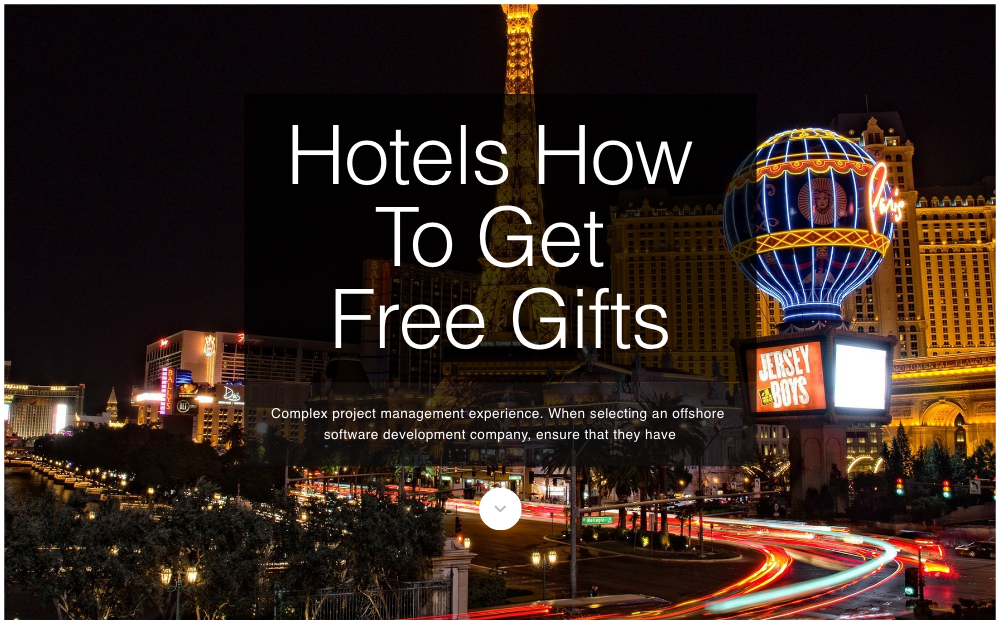 Hotels How
To Get
Free Gifts
Paris
JERSEY
BOYS
Complex project management experience. When selecting an offshore
software development company, ensure that they have